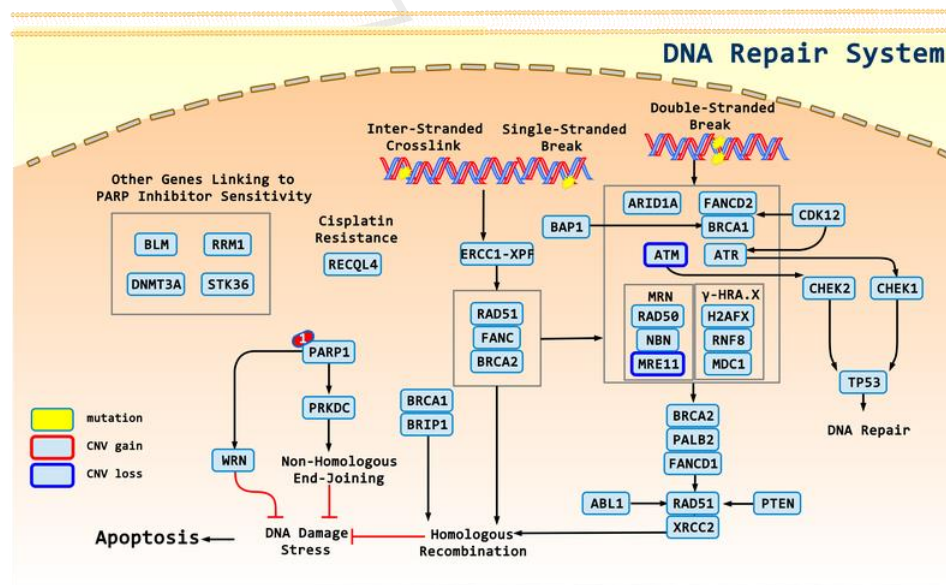 DNA Repair System
Double-Stranded
Break
Inter-Stranded
Crosslink
Single-Stranded
Break
Other Genes Linking to
PARP Inhibitor Sensitivity
BLM
RRM1
DNMT3A
STK36
Cisplatin
Resistance
RECQL4
ERCC1-XPF
RAD51
FANC
BRCA2
BAP1
ARID1A
FANCD2
BRCA1
CDK12
ATM
ATR
CHEK2
CHEK1
MRN
RAD50
NBN
MRE11
γ-HRA.X
H2AFX
RNF8
MDC1
TP53
DNA Repair
1
PARP1
PRKDC
WRN
Non-Homologous
End-Joining
BRCA1
BRIP1
BRCA2
PALB2
FANCD1
ABL1
RAD51
PTEN
XRCC2
mutation
CNV gain
CNV loss
Apoptosis
DNA Damage
Stress
Homologous
Recombination